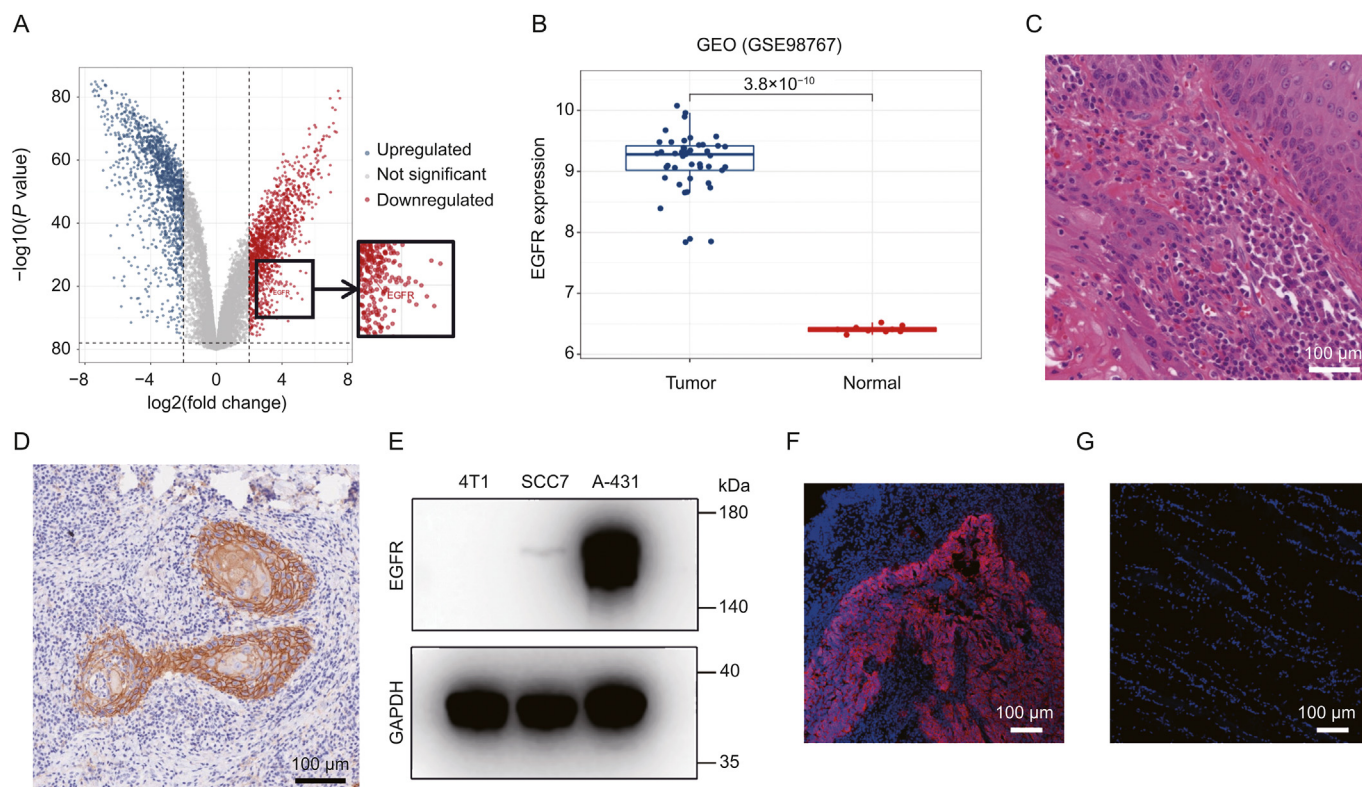 A
80
60
40
20
80
−log10(P value)
−8
−4
0
4
8
log2(fold change)
Upregulated
Not significant
Downregulated
EGFR
EGFR
B
GEO (GSE98767)
3.8×10⁻¹⁰
10
9
8
7
6
EGFR expression
Tumor
Normal
C
100 μm
D
100 μm
E
4T1 SCC7 A-431 kDa
EGFR
180
140
GAPDH
40
35
F
100 μm
G
100 μm